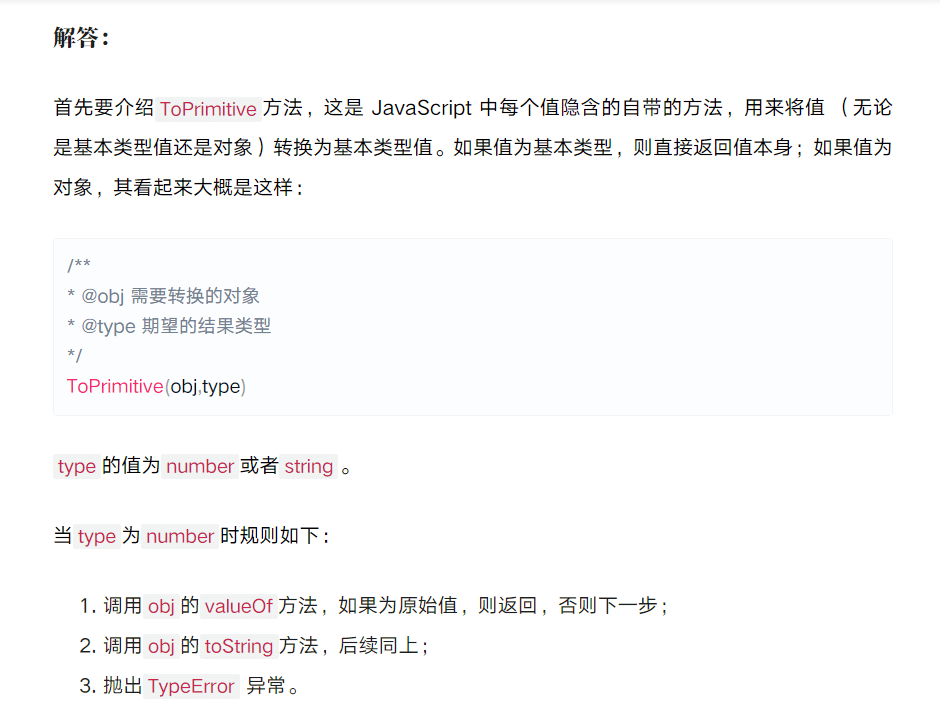 解答：
首先要介绍 ToPrimitive 方法，这是 JavaScript 中每个值隐含的自带的方法，用来将值 （无论
是基本类型值还是对象）转换为基本类型值。如果值为基本类型，则直接返回值本身；如果值为
对象，其看起来大概是这样：
/**
* @obj 需要转换的对象
* @type 期望的结果类型
*/
ToPrimitive(obj,type)
type 的值为 number 或者 string 。
当 type 为 number 时规则如下：
1. 调用 obj 的 valueOf 方法，如果为原始值，则返回，否则下一步；
2. 调用 obj 的 toString 方法，后续同上；
3. 抛出 TypeError 异常。